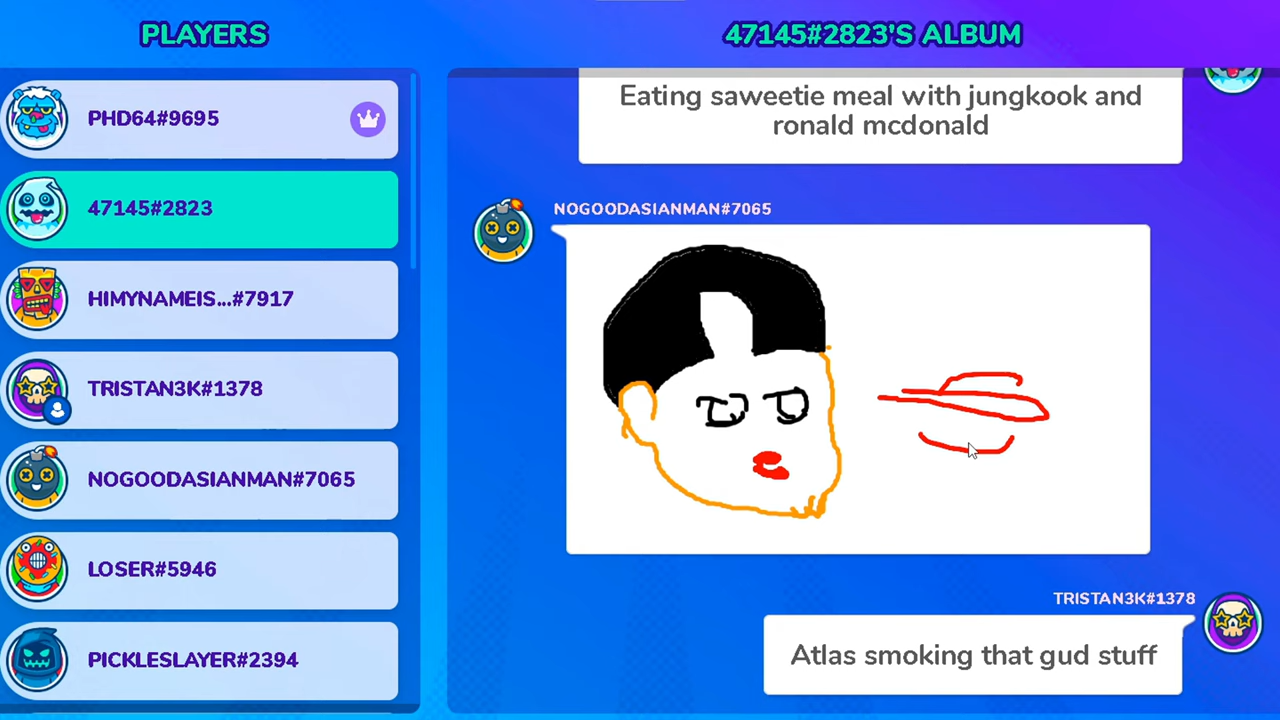 PLAYERS
PHD64#9695
47145#2823
HIMYNAMEIS...#7917
TRISTAN3K#1378
NOGOODASIANMAN#7065
LOSER#5946
PICKLESLAYER#2394
47145#2823'S ALBUM
Eating saweetie meal with jungkook and
ronald mcdonald
NOGOODASIANMAN#7065
TRISTAN3K#1378
Atlas smoking that gud stuff